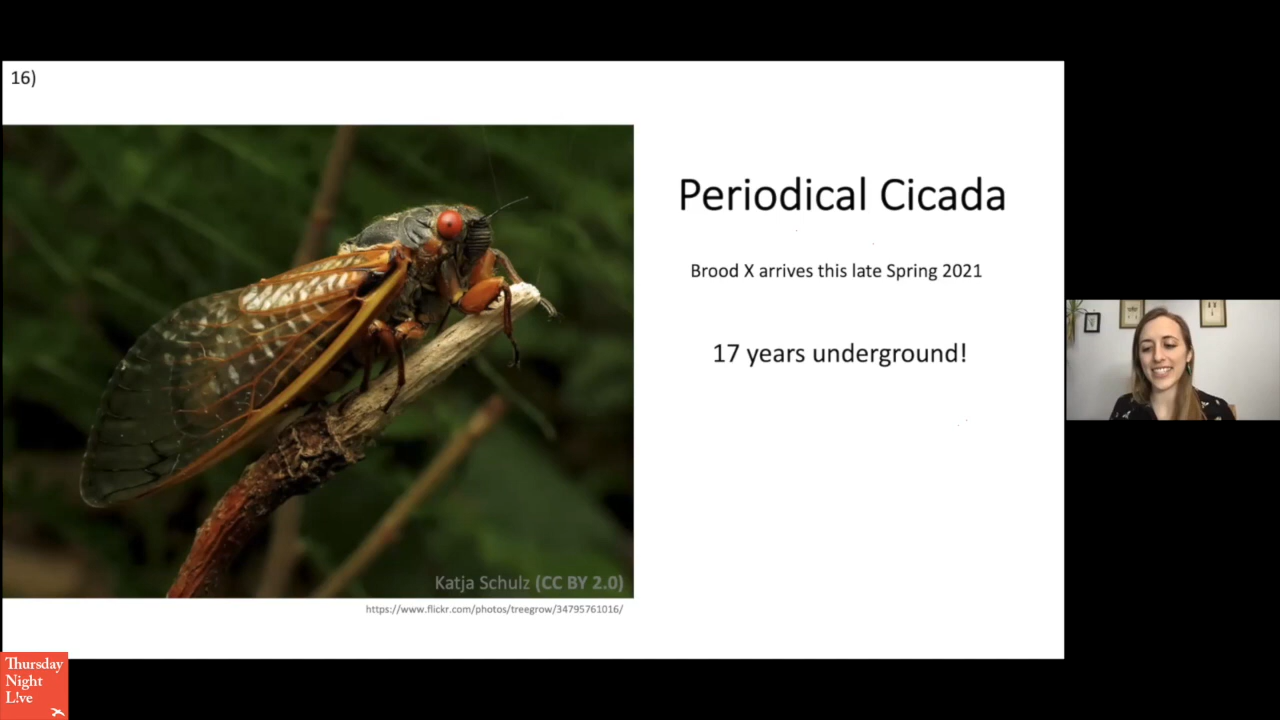 16)
Periodical Cicada
Brood X arrives this late Spring 2021
17 years underground!
Katja Schulz (CC BY 2.0)
https://www.flickr.com/photos/treegrow/34795761016/
Thursday
Night
L!ve